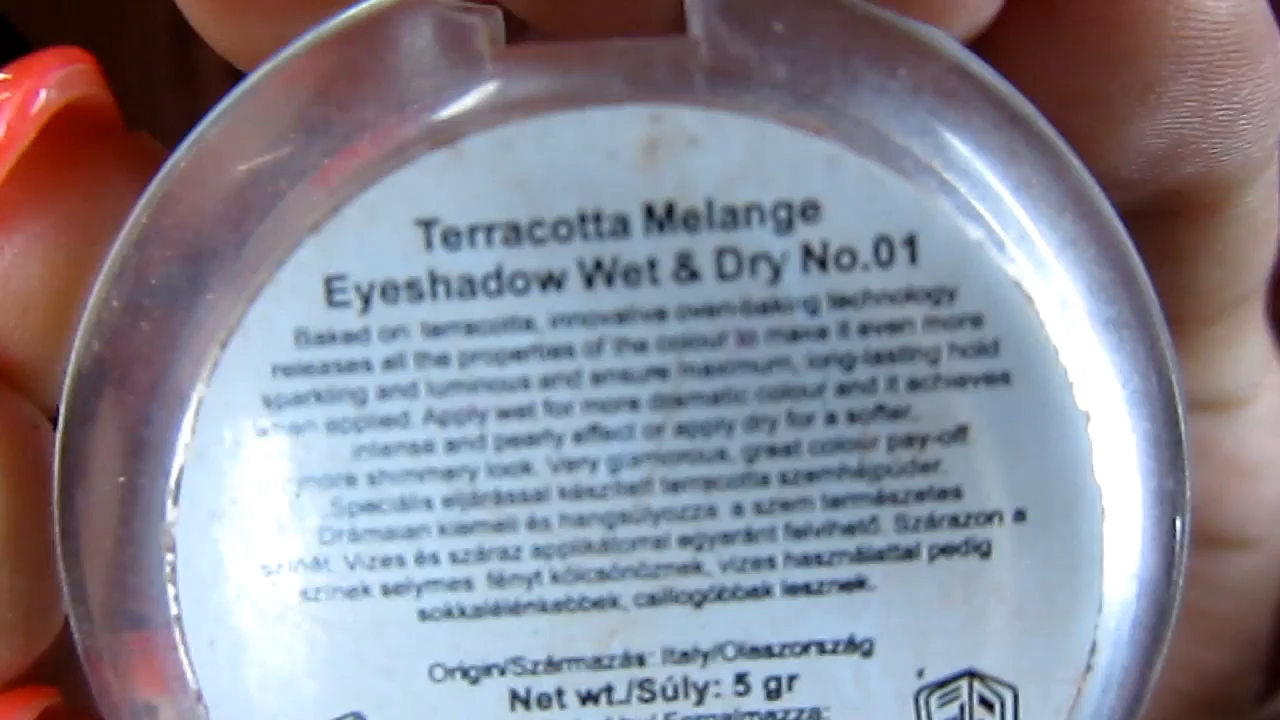 Terracotta Melange
Eyeshadow Wet & Dry No.01
Baked on terracotta, innovative oven-baking technology
releases all the properties of the colour to make it even more
sparkling and luminous and ensure maximum, long-lasting hold
when applied. Apply wet for more dramatic colour and it achieves
intense and pearly effect or apply dry for a softer,
more shimmery look. Very glamorous, great colour pay-off
Speciális eljárással készített terracotta szemhéjpúder.
Drámaian kiemeli és hangsúlyozza a szem természetes
színét. Vizes és száraz applikátorral egyaránt felvihető. Szárazon a
színek selymes fényt kölcsönöznek, vizes használattal pedig
sokkalélénkebbek, csillogóbbak lesznek.
Origin/Származás: Italy/Olaszország
Net wt./Súly: 5 gr